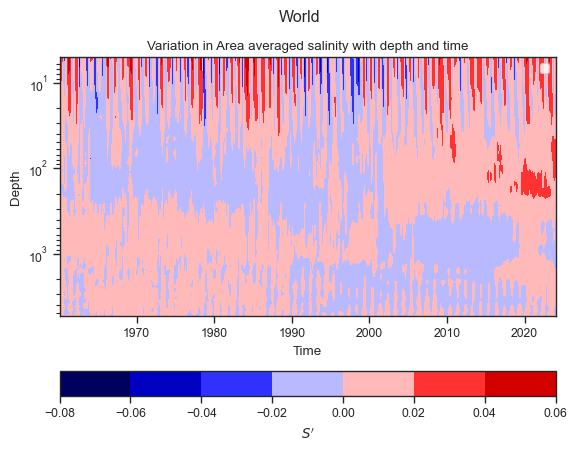 World
Variation in Area averaged salinity with depth and time
10¹
10²
10³
Depth
1970 1980 1990 2000 2010 2020
Time
−0.08 −0.06 −0.04 −0.02 0.00 0.02 0.04 0.06
S′